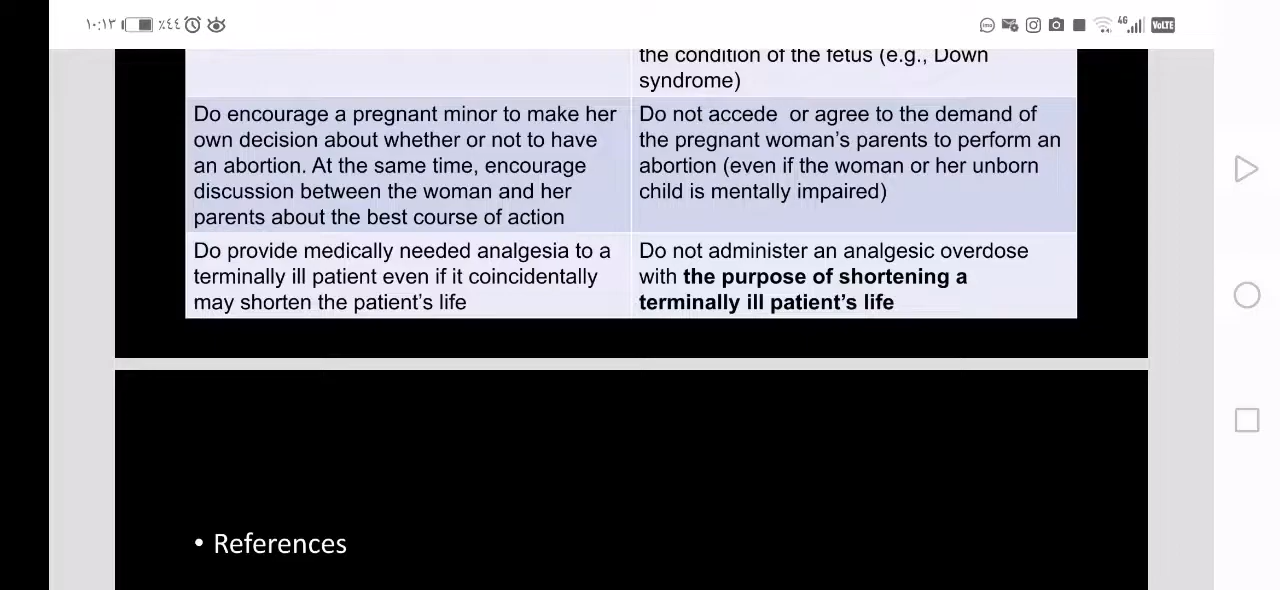 ١٠:١٣
٪٤٤
4G
VoLTE
the condition of the fetus (e.g., Down
syndrome)
Do encourage a pregnant minor to make her
own decision about whether or not to have
an abortion. At the same time, encourage
discussion between the woman and her
parents about the best course of action
Do not accede or agree to the demand of
the pregnant woman’s parents to perform an
abortion (even if the woman or her unborn
child is mentally impaired)
Do provide medically needed analgesia to a
terminally ill patient even if it coincidentally
may shorten the patient’s life
Do not administer an analgesic overdose
with the purpose of shortening a
terminally ill patient’s life
• References